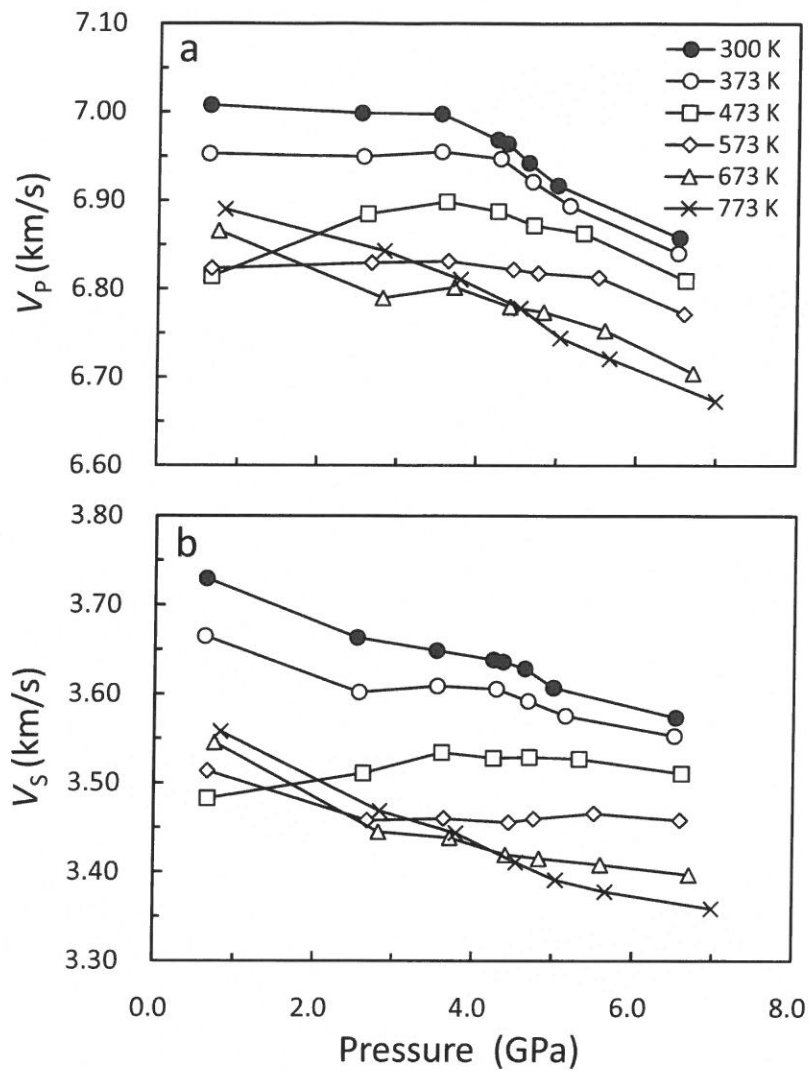 a
7.10
7.00
6.90
6.80
6.70
6.60
V_P (km/s)
300 K
373 K
473 K
573 K
673 K
773 K
b
3.80
3.70
3.60
3.50
3.40
3.30
V_S (km/s)
0.0 2.0 4.0 6.0 8.0
Pressure (GPa)